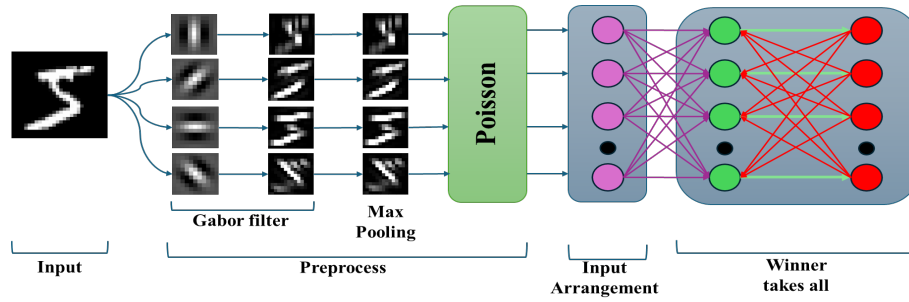 Poisson
Gabor filter
Max
Pooling
Input
Preprocess
Input
Arrangement
Winner
takes all